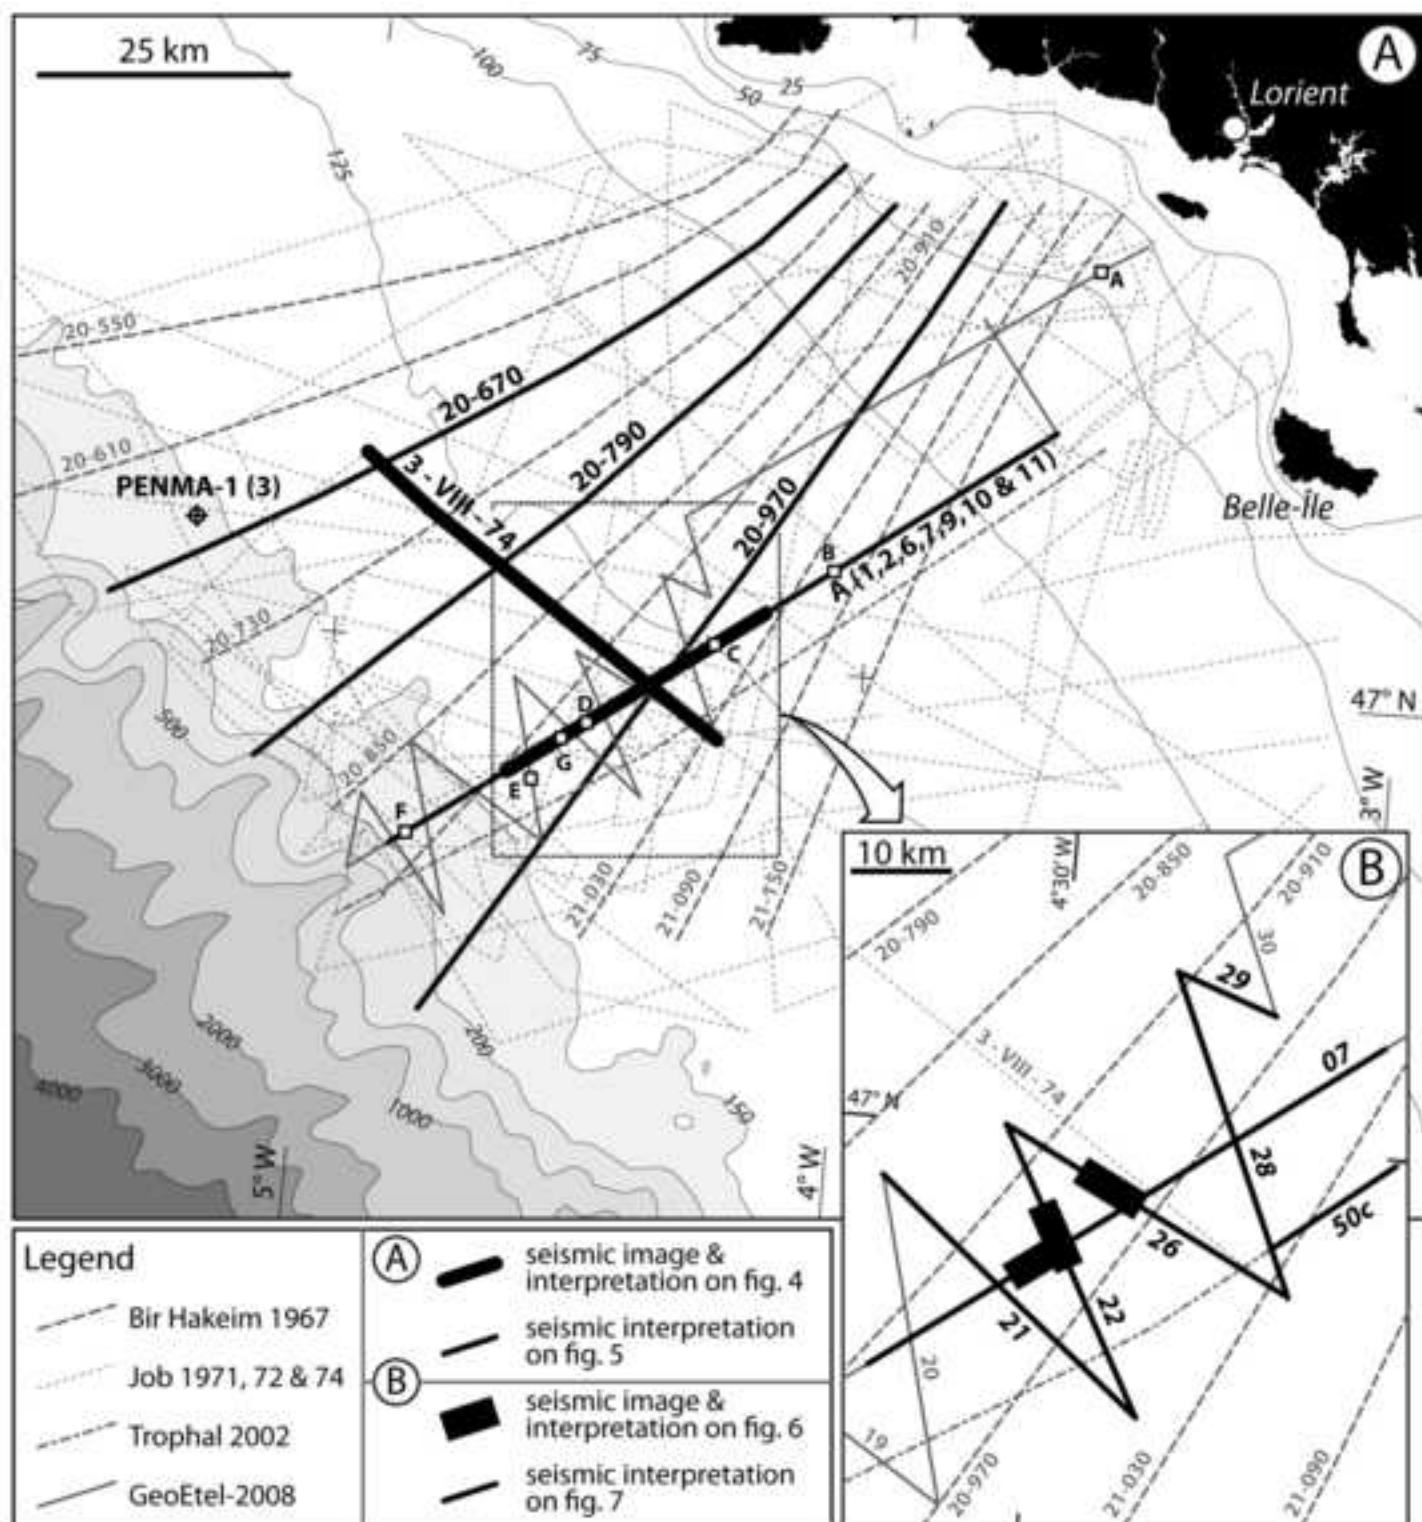 25 km
A
Lorient
100
75
50
25
125
20-910
A
20-550
20-670
20-610
PENMA-1 (3)
20-790
3 - VIII - 74
20-970
B
A (1,2,6,7,9,10 & 11)
Belle-Île
20-730
C
47° N
500
D
G
20-850
E
F
3° W
21-030
21-090
21-150
200
2000
3000
4000
1000
150
5° W
4° W
10 km
4°30'W
20-850
20-910
B
20-790
30
29
3 - VIII - 74
07
47° N
28
50c
26
22
21
20
19
20-970
21-030
21-090
Legend
Bir Hakeim 1967
Job 1971, 72 & 74
Trophal 2002
GeoEtel-2008
A
seismic image &
interpretation on fig. 4
seismic interpretation
on fig. 5
B
seismic image &
interpretation on fig. 6
seismic interpretation
on fig. 7